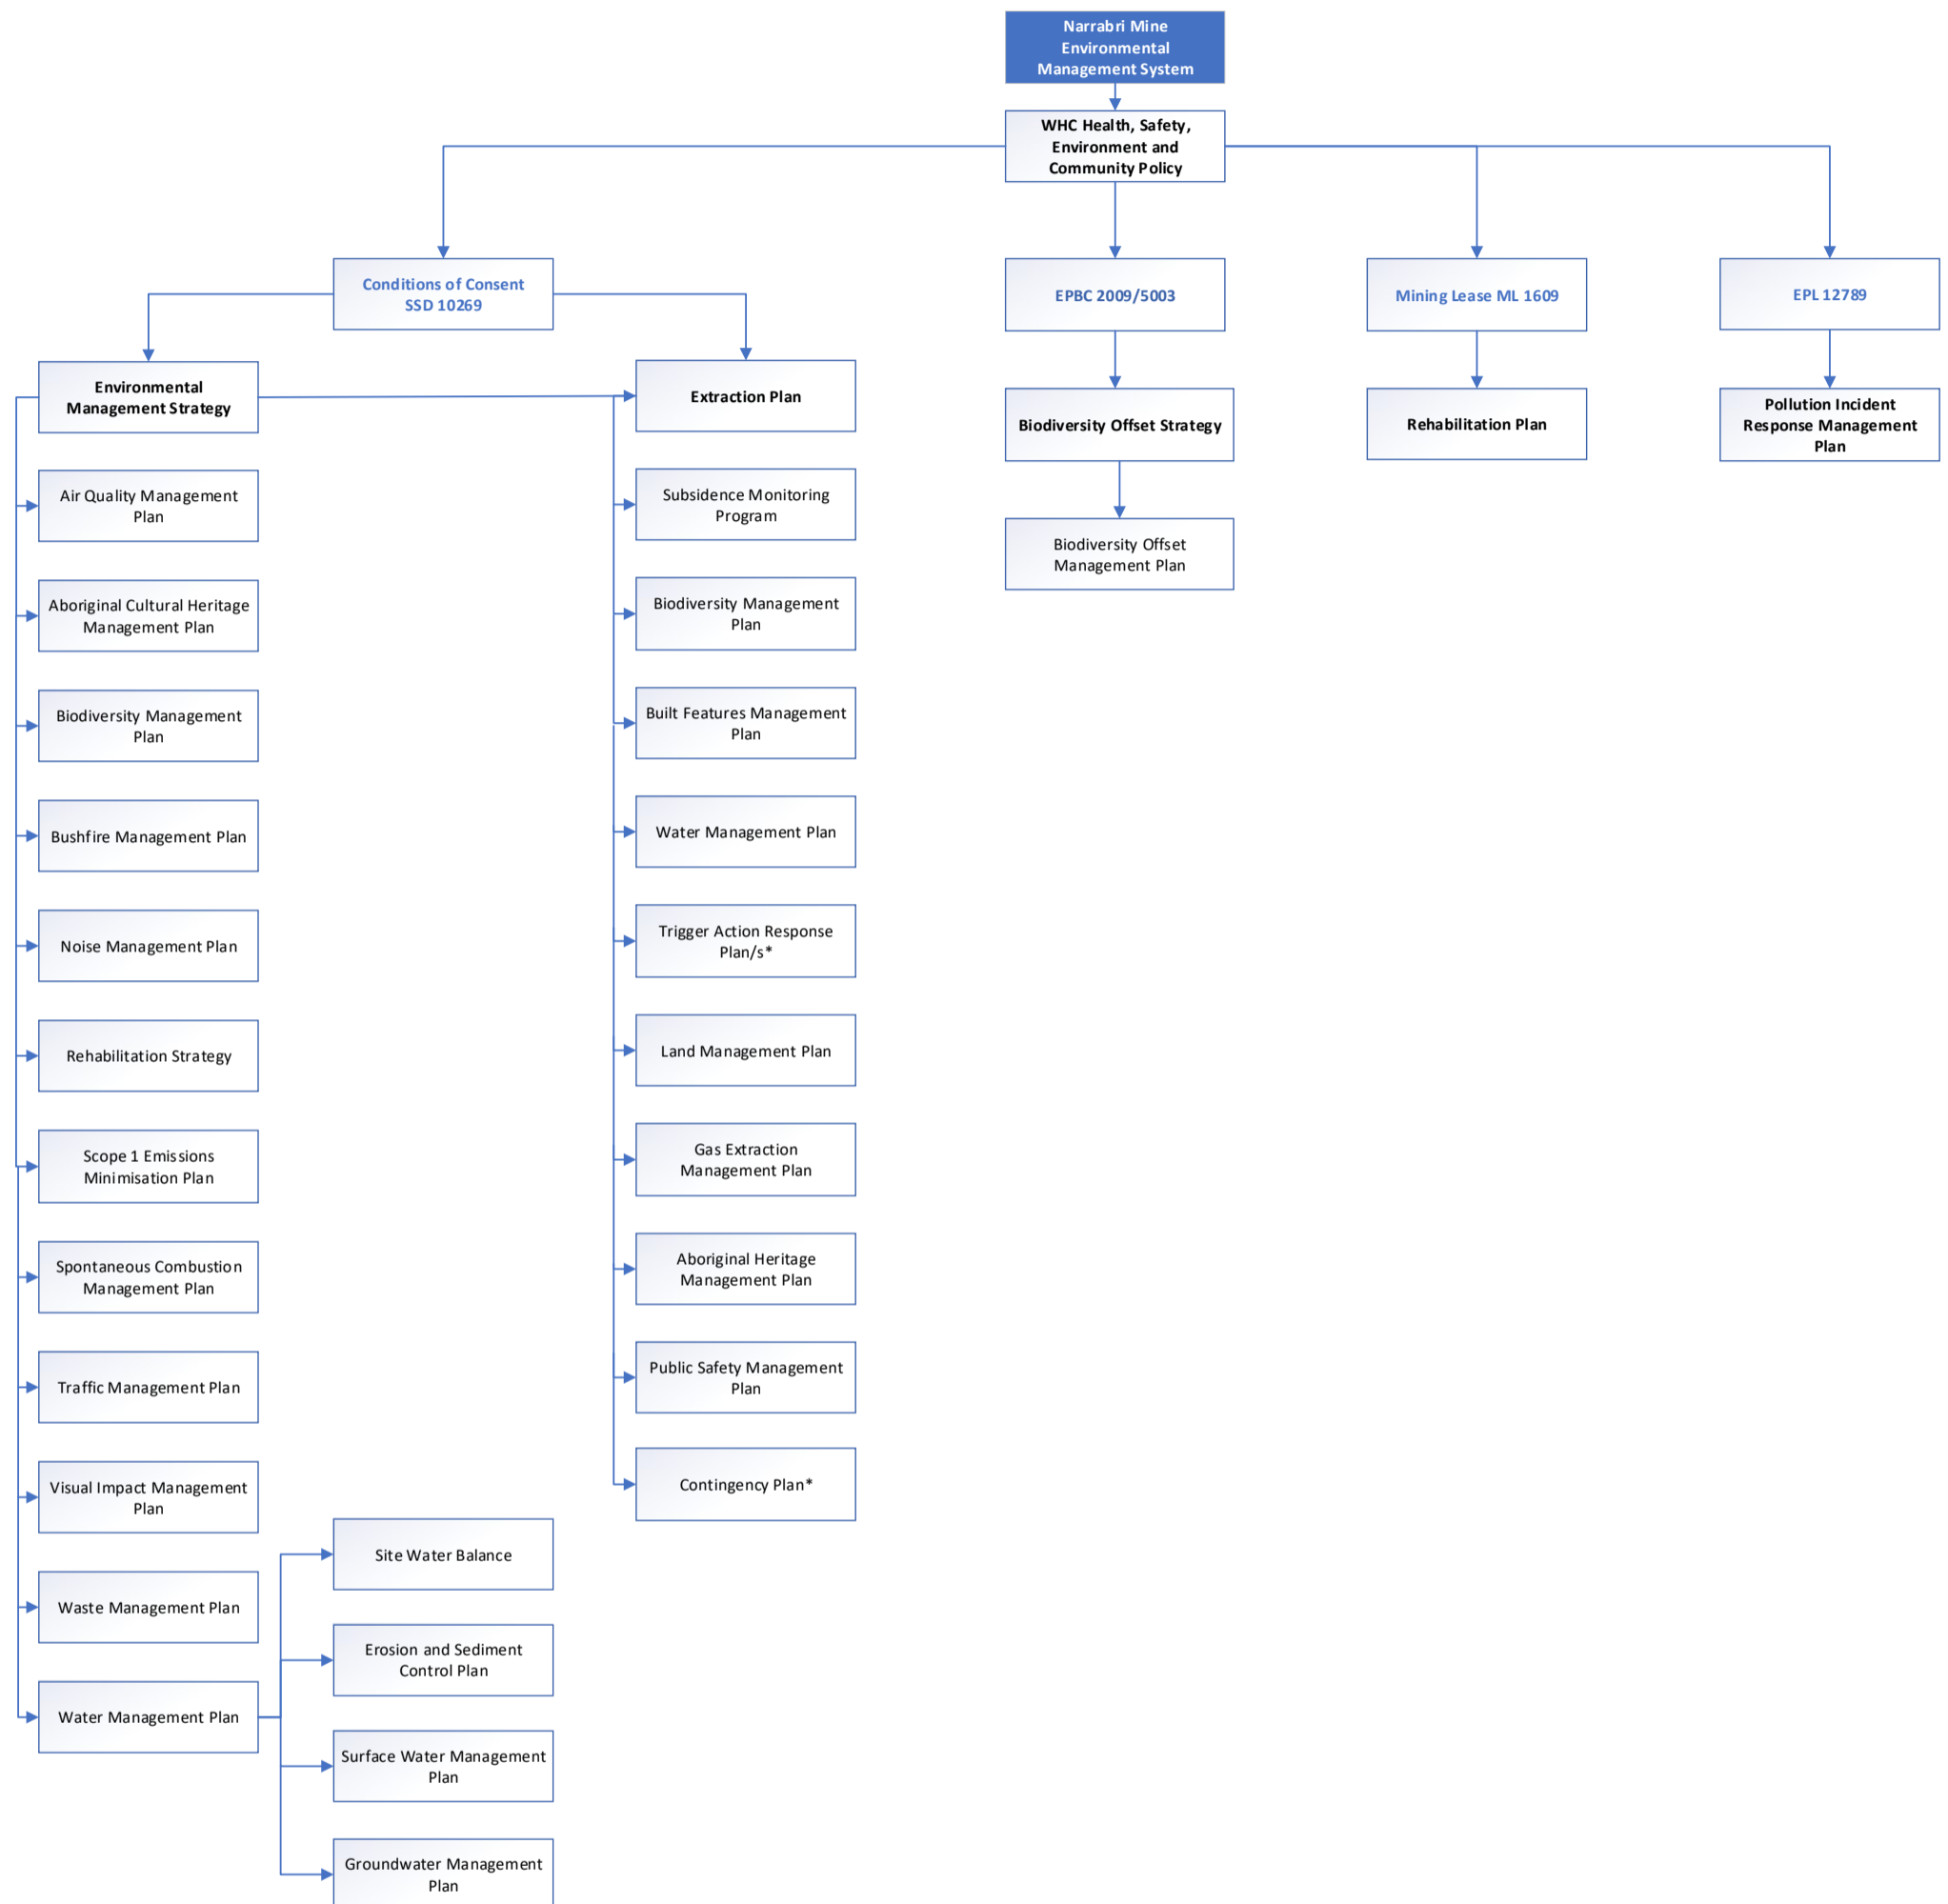 Narrabri Mine
Environmental
Management System
WHC Health, Safety,
Environment and
Community Policy
Conditions of Consent
SSD 10269
EPBC 2009/5003
Mining Lease ML 1609
EPL 12789
Environmental
Management Strategy
Extraction Plan
Biodiversity Offset Strategy
Rehabilitation Plan
Pollution Incident
Response Management
Plan
Biodiversity Offset
Management Plan
Air Quality Management
Plan
Aboriginal Cultural Heritage
Management Plan
Biodiversity Management
Plan
Bushfire Management Plan
Noise Management Plan
Rehabilitation Strategy
Scope 1 Emissions
Minimisation Plan
Spontaneous Combustion
Management Plan
Traffic Management Plan
Visual Impact Management
Plan
Waste Management Plan
Water Management Plan
Site Water Balance
Erosion and Sediment
Control Plan
Surface Water Management
Plan
Groundwater Management
Plan
Subsidence Monitoring
Program
Biodiversity Management
Plan
Built Features Management
Plan
Water Management Plan
Trigger Action Response
Plan/s*
Land Management Plan
Gas Extraction
Management Plan
Aboriginal Heritage
Management Plan
Public Safety Management
Plan
Contingency Plan*